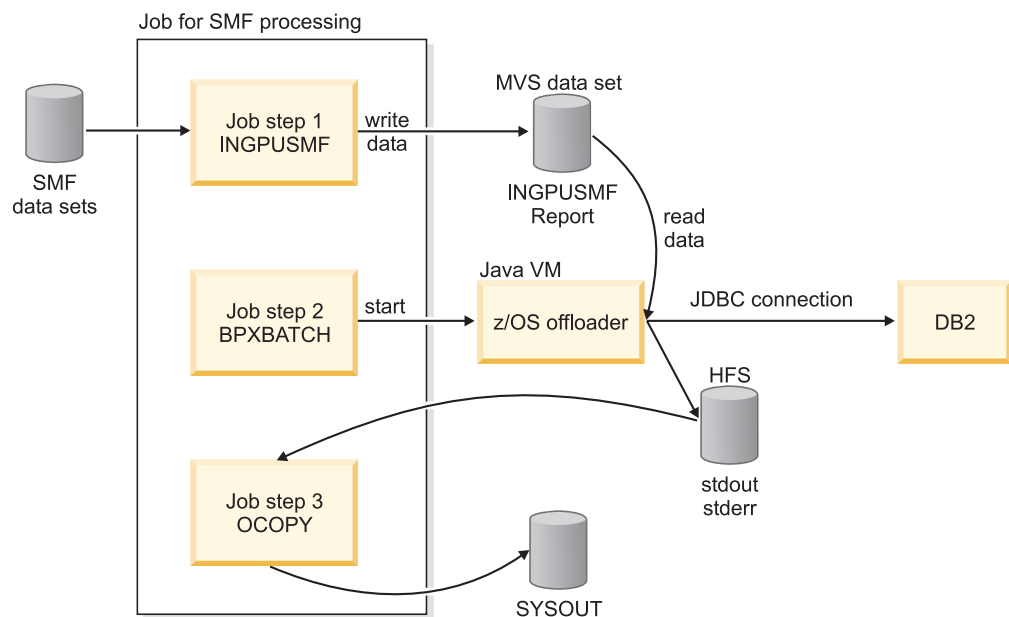 Job for SMF processing
SMF
data sets
Job step 1
INGPUSMF
write
data
MVS data set
INGPUSMF
Report
read
data
Job step 2
BPXBATCH
start
Java VM
z/OS offloader
JDBC connection
DB2
HFS
stdout
stderr
Job step 3
OCOPY
SYSOUT